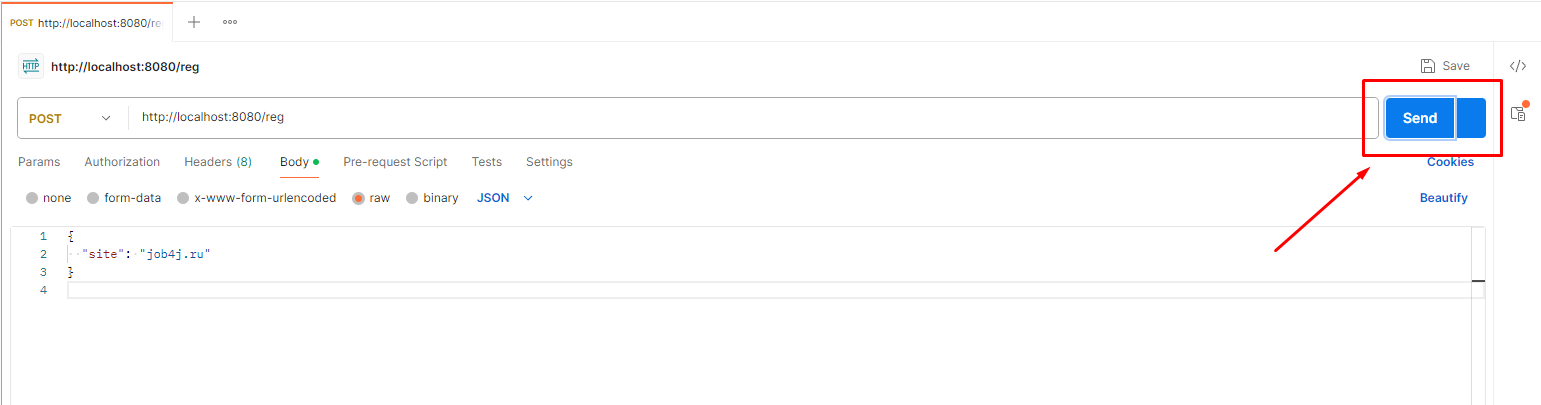 POST http://localhost:8080/re
HTTP http://localhost:8080/reg
Save
POST http://localhost:8080/reg
Send
Params Authorization Headers (8) Body Pre-request Script Tests Settings
Cookies
none form-data x-www-form-urlencoded raw binary JSON
Beautify
1 {
2 "site": "job4j.ru"
3 }
4